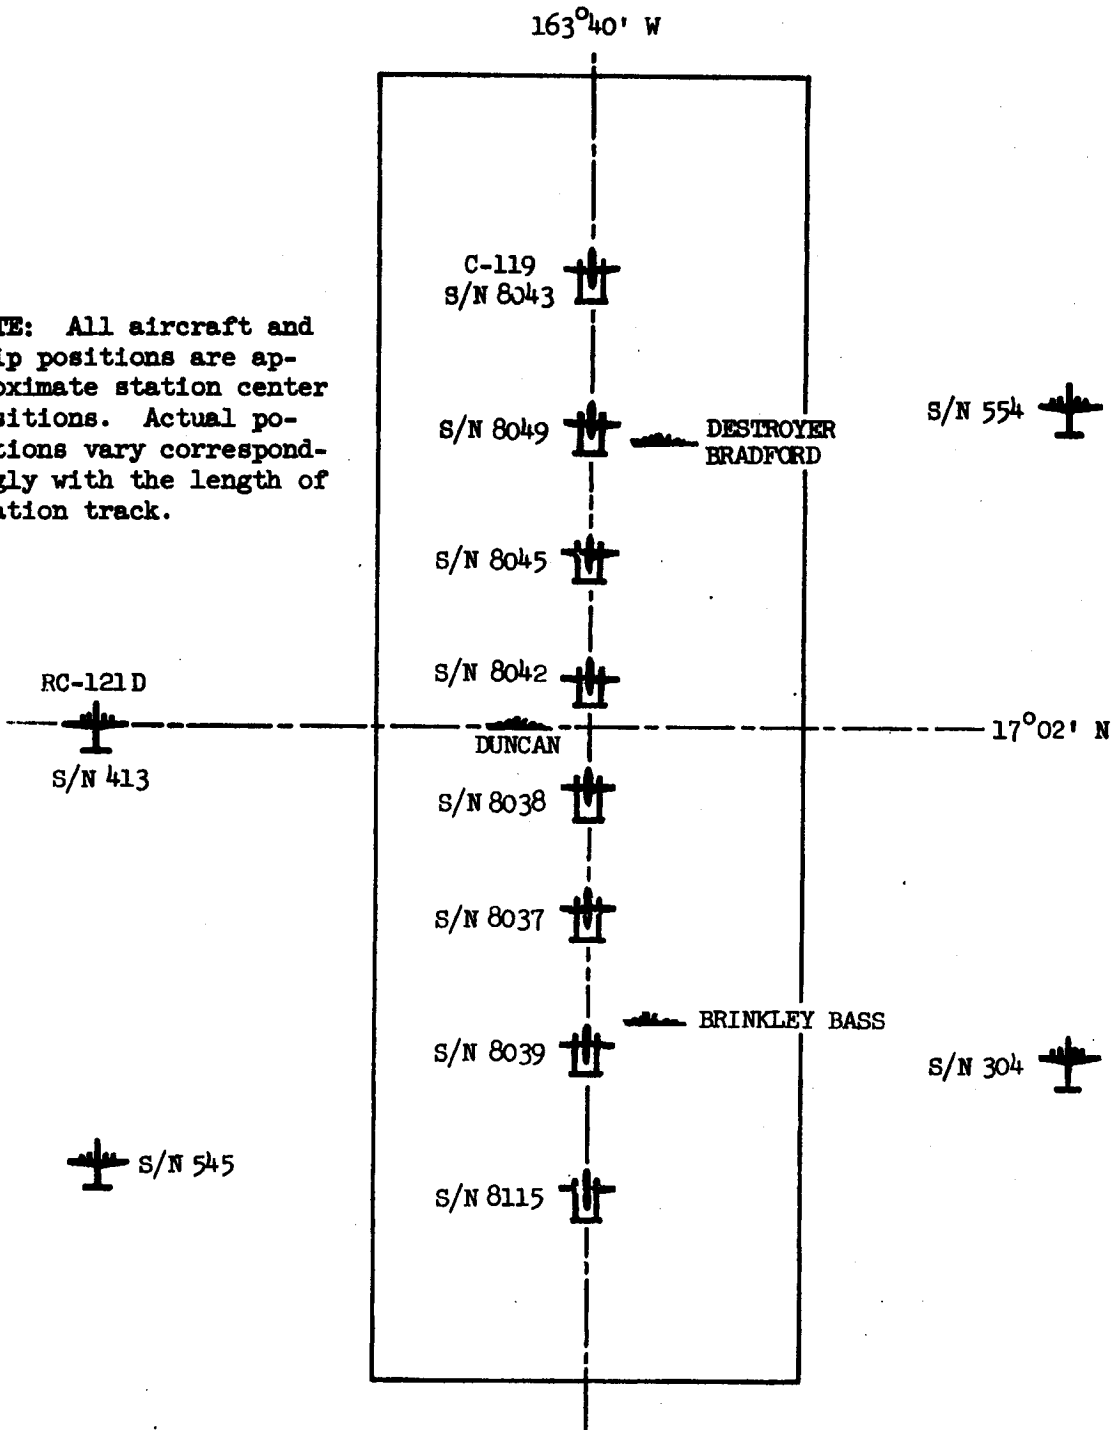 163°40' W
C-119
S/N 8043
TE: All aircraft and
ip positions are ap-
oximate station center
sitions. Actual po-
tions vary correspond-
gly with the length of
ation track.
S/N 554
S/N 8049
DESTROYER
BRADFORD
S/N 8045
S/N 8042
RC-121D
17°02' N
DUNCAN
S/N 413
S/N 8038
S/N 8037
BRINKLEY BASS
S/N 8039
S/N 304
S/N 545
S/N 8115